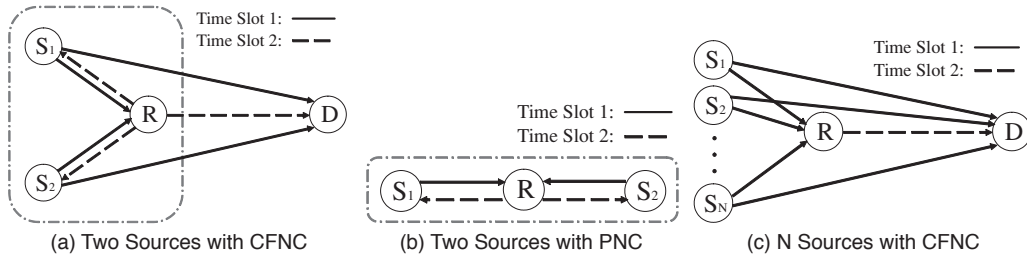 Time Slot 1:
Time Slot 2:
S1
R
D
S2
(a) Two Sources with CFNC
Time Slot 1:
Time Slot 2:
S1
R
S2
(b) Two Sources with PNC
Time Slot 1:
Time Slot 2:
S1
S2
R
D
SN
(c) N Sources with CFNC